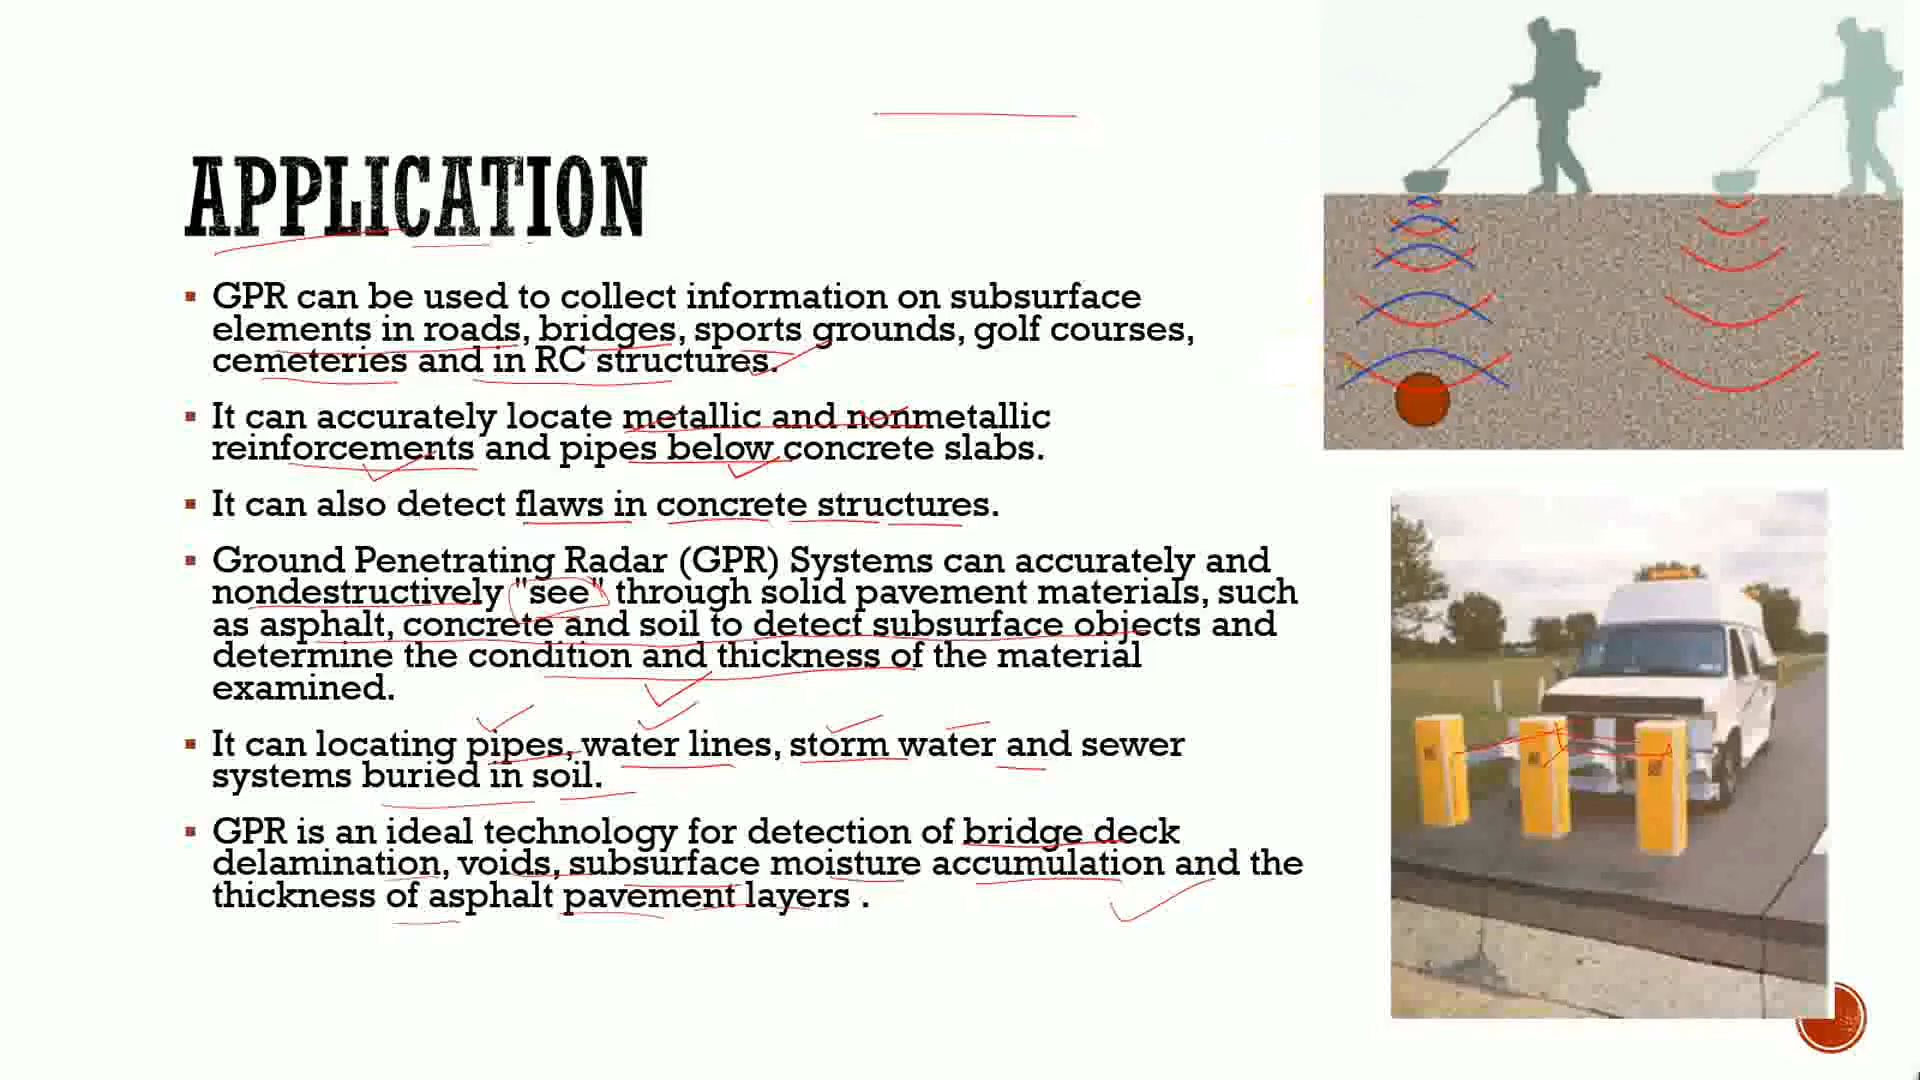 APPLICATION
GPR can be used to collect information on subsurface
elements in roads, bridges, sports grounds, golf courses,
cemeteries and in RC structures.
It can accurately locate metallic and nonmetallic
reinforcements and pipes below concrete slabs.
It can also detect flaws in concrete structures.
Ground Penetrating Radar (GPR) Systems can accurately and
nondestructively "see" through solid pavement materials, such
as asphalt, concrete and soil to detect subsurface objects and
determine the condition and thickness of the material
examined.
It can locating pipes, water lines, storm water and sewer
systems buried in soil.
GPR is an ideal technology for detection of bridge deck
delamination, voids, subsurface moisture accumulation and the
thickness of asphalt pavement layers .